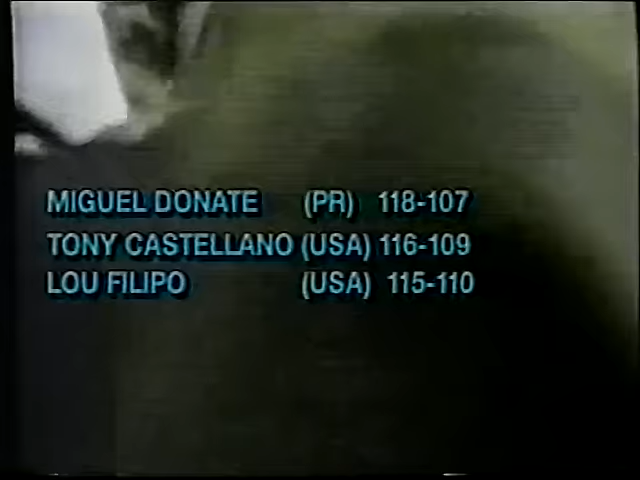 MIGUEL DONATE (PR) 118-107
TONY CASTELLANO (USA) 116-109
LOU FILIPO (USA) 115-110